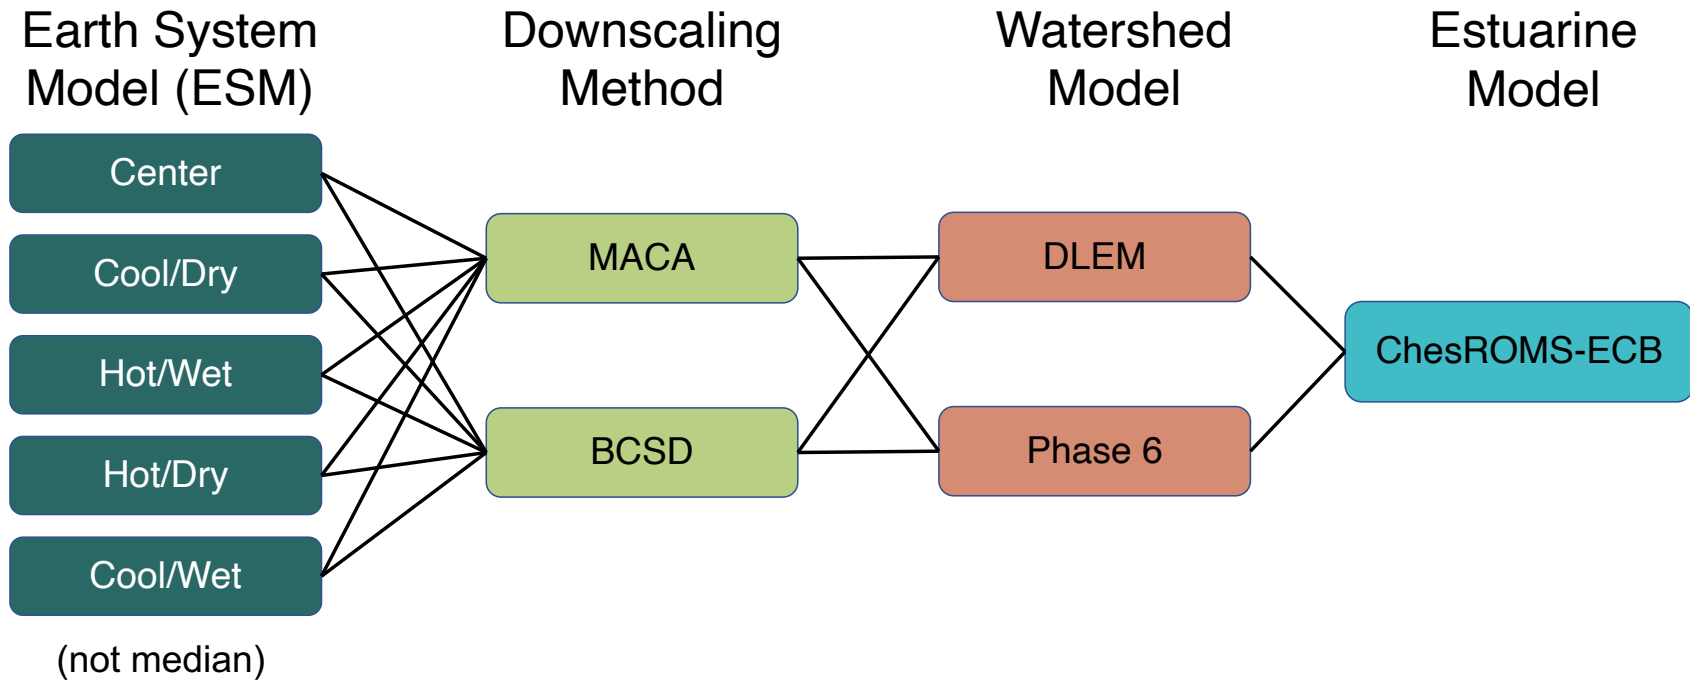 Earth System
Model (ESM)
Downscaling
Method
Watershed
Model
Estuarine
Model
Center
Cool/Dry
Hot/Wet
Hot/Dry
Cool/Wet
(not median)
MACA
BCSD
DLEM
Phase 6
ChesROMS-ECB